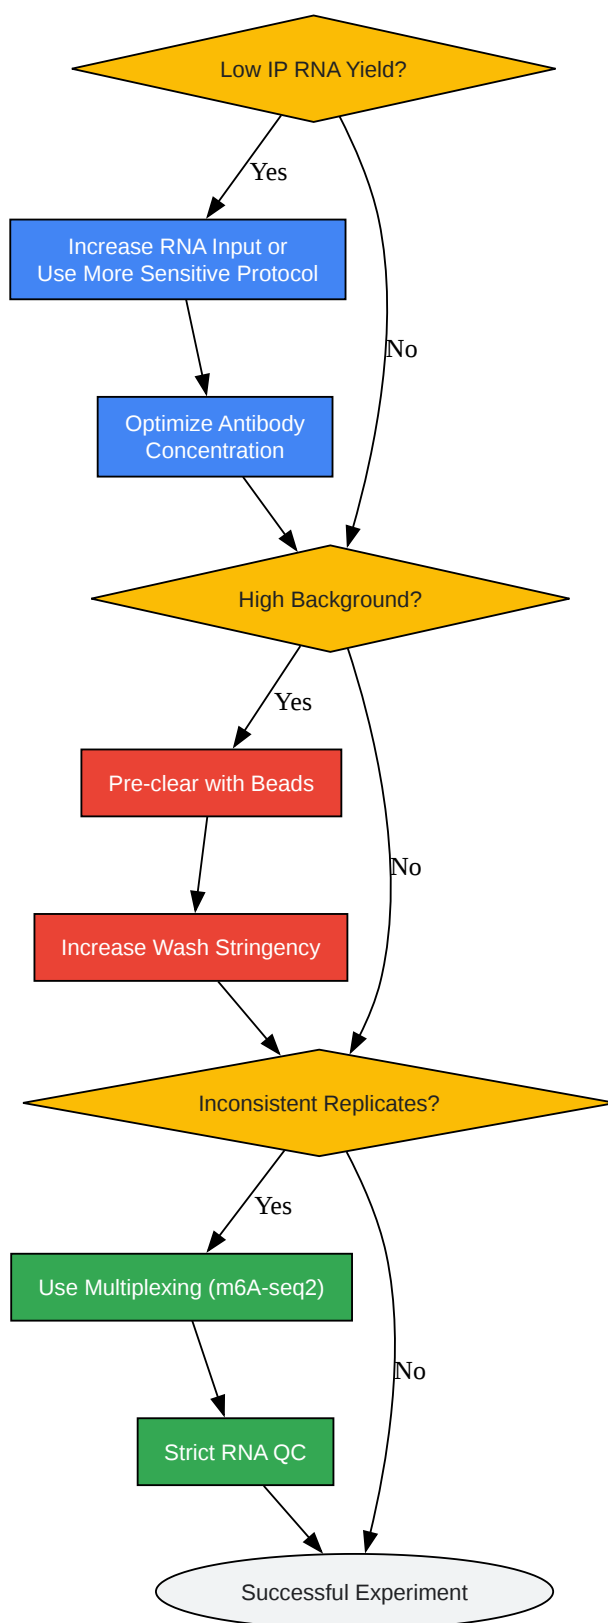 Low IP RNA Yield?
Yes
Increase RNA Input or
Use More Sensitive Protocol
No
Optimize Antibody
Concentration
High Background?
Yes
Pre-clear with Beads
No
Increase Wash Stringency
Inconsistent Replicates?
Yes
Use Multiplexing (m6A-seq2)
No
Strict RNA QC
Successful Experiment